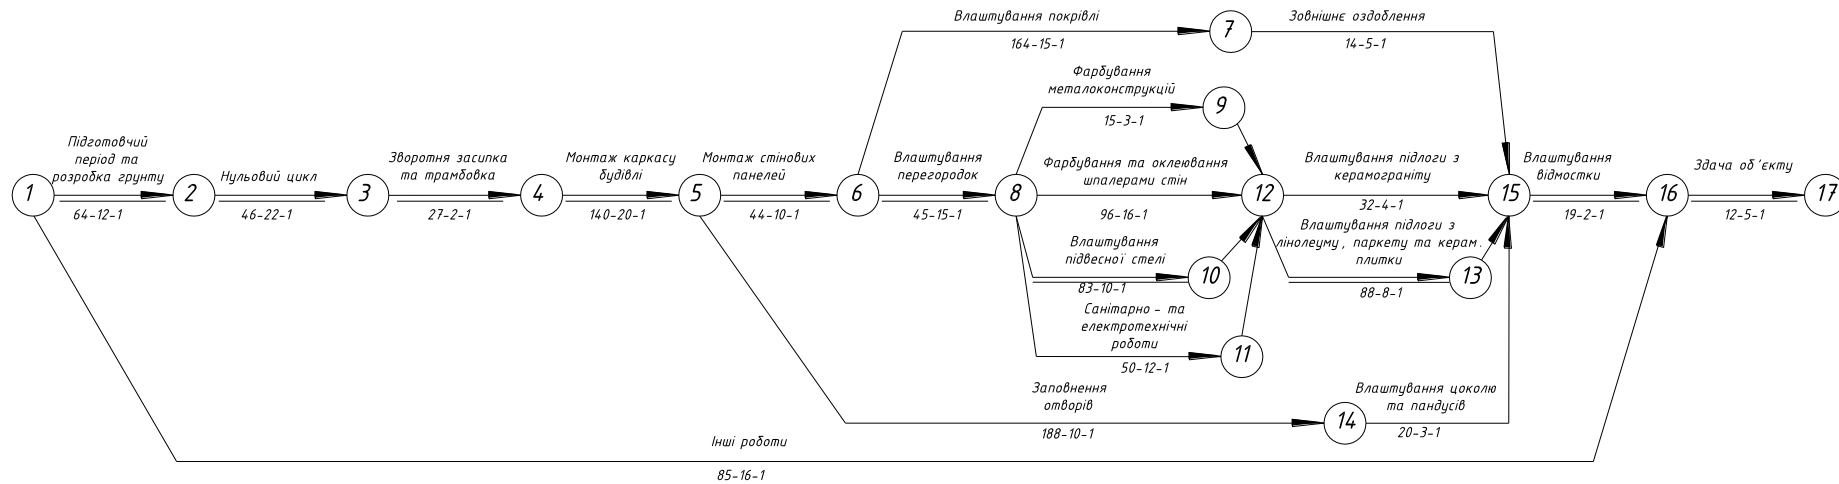 Влаштування покрівлі
164-15-1
7
Зовнішнє оздоблення
14-5-1
Фарбування
металоконструкцій
15-3-1
9
Підготовчий
період та
розробка грунту
64-12-1
1
2
Нульовий цикл
46-22-1
3
Зворотня засипка
та трамбовка
27-2-1
4
Монтаж каркасу
будівлі
140-20-1
5
Монтаж стінових
панелей
44-10-1
6
Влаштування
перегородок
45-15-1
8
Фарбування та оклеювання
шпалерами стін
96-16-1
12
Влаштування підлоги з
керамограніту
32-4-1
15
Влаштування
відмостки
19-2-1
16
Здача об'єкту
12-5-1
17
Влаштування
підвесної стелі
83-10-1
10
Влаштування підлоги з
лінолеуму, паркету та керам.
плитки
88-8-1
13
Санітарно - та
електротехнічні
роботи
50-12-1
11
Заповнення
отворів
188-10-1
14
Влаштування цоколю
та пандусів
20-3-1
Інші роботи
85-16-1